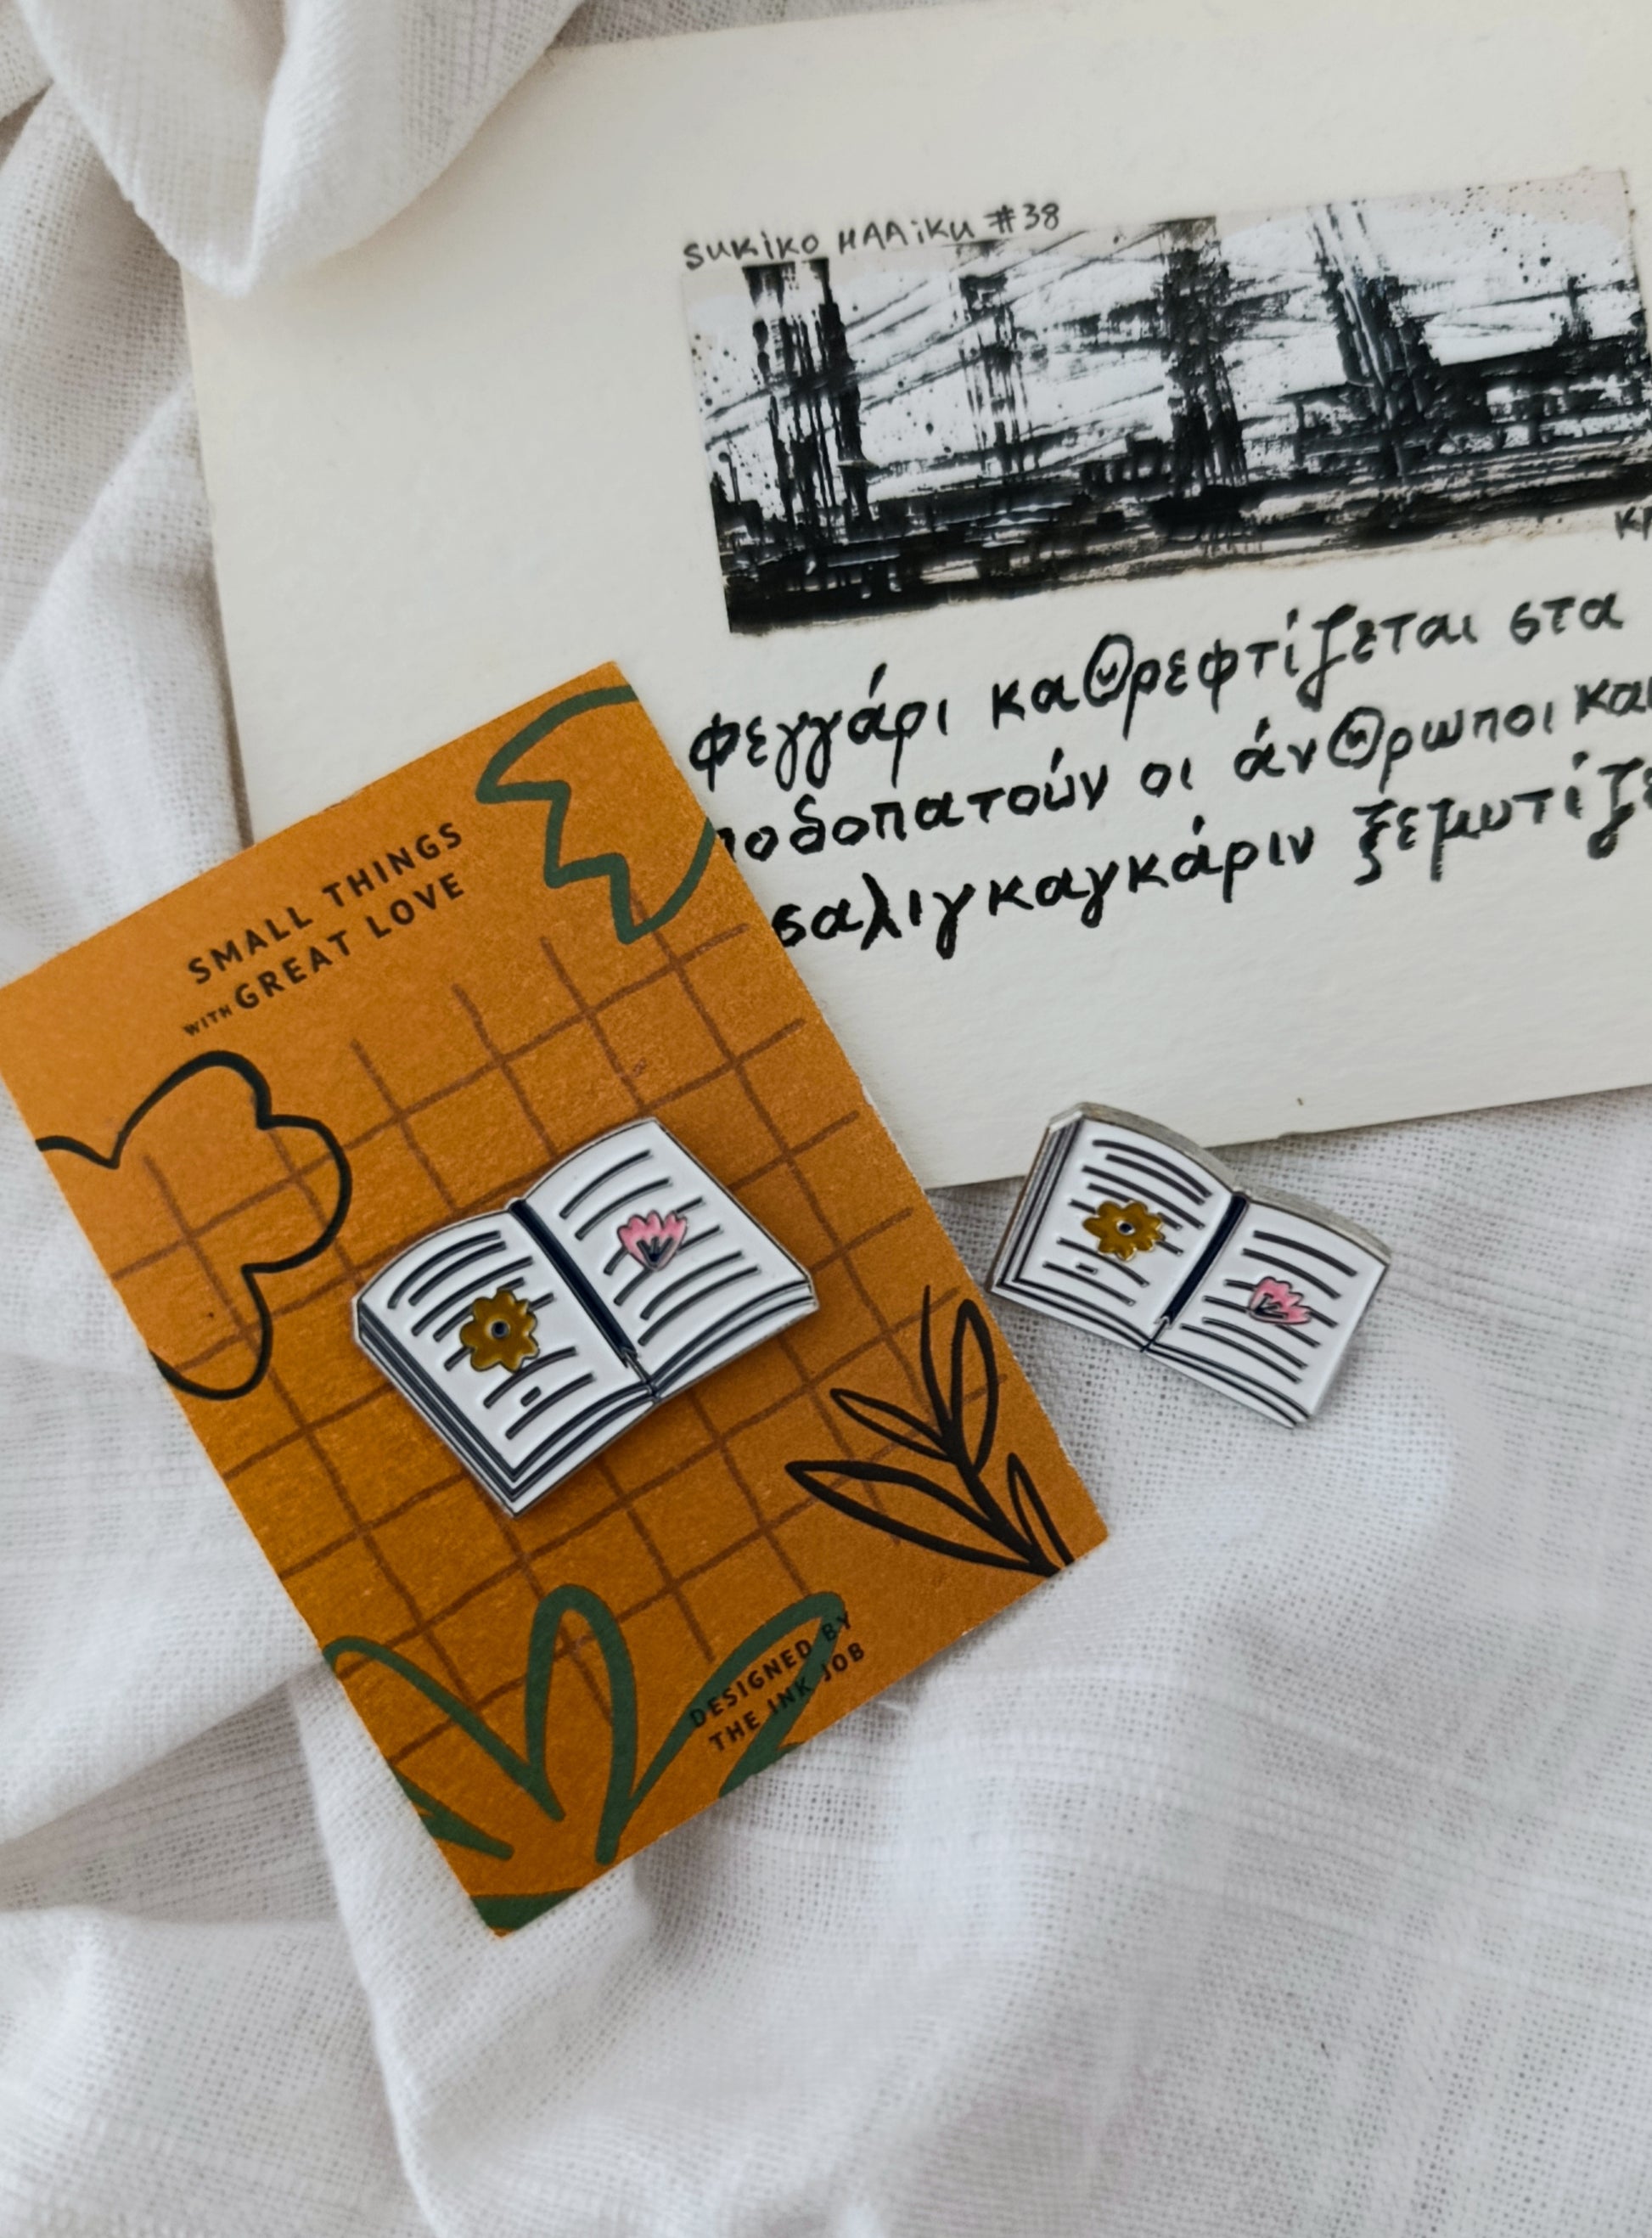 SUKIKO HAAIKU #38
φεγγάρι καθρεφτίζεται στα
ποδοπατούν οι άνθρωποι και
σαλιγκαγκάριν ξεμυτίζε
SMALL THINGS
WITH GREAT LOVE
DESIGNED BY
THE INK JOB